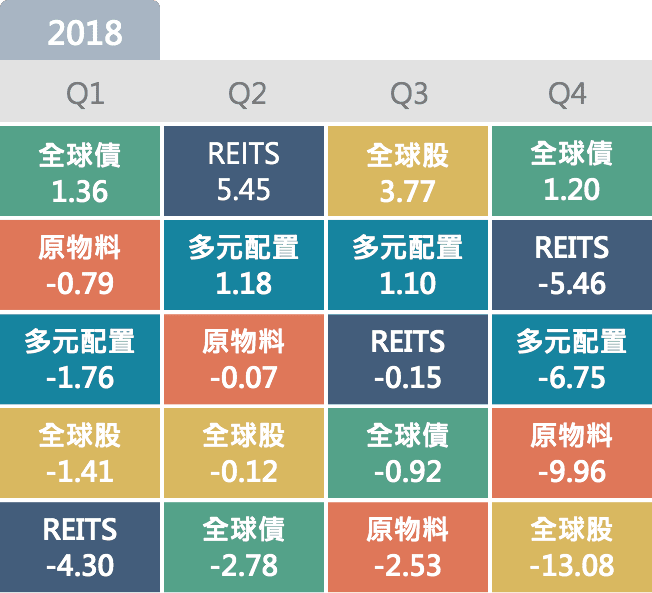 2018
Q1 Q2 Q3 Q4
全球債 REITS 全球股 全球債
1.36 5.45 3.77 1.20
原物料 多元配置 多元配置 REITS
-0.79 1.18 1.10 -5.46
多元配置 原物料 REITS 多元配置
-1.76 -0.07 -0.15 -6.75
全球股 全球股 全球債 原物料
-1.41 -0.12 -0.92 -9.96
REITS 全球債 原物料 全球股
-4.30 -2.78 -2.53 -13.08